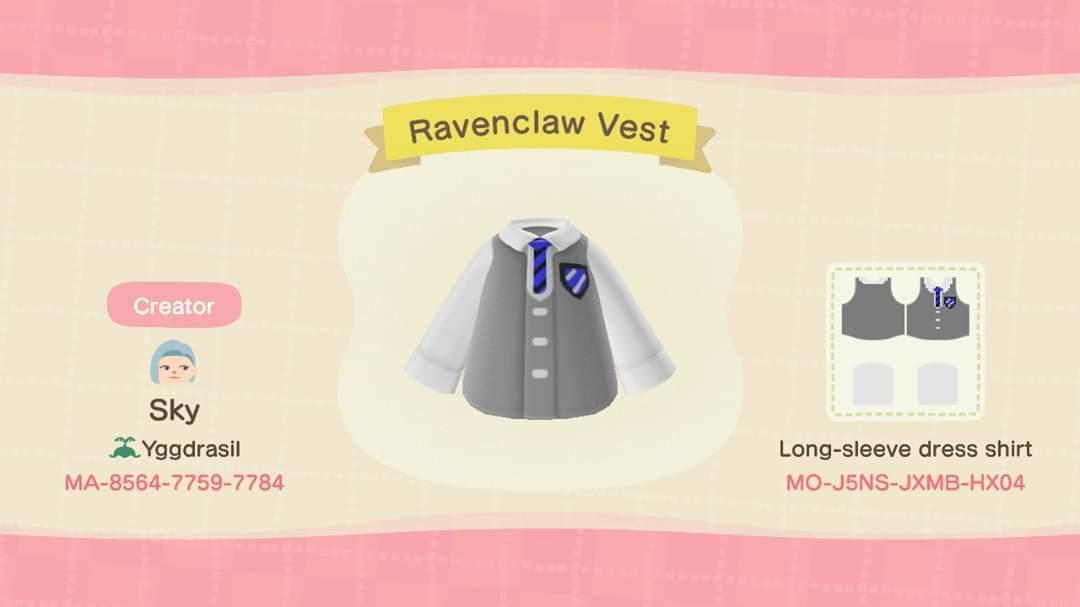 Ravenclaw Vest
Creator
Sky
Yggdrasil
MA-8564-7759-7784
Long-sleeve dress shirt
MO-J5NS-JXMB-HX04